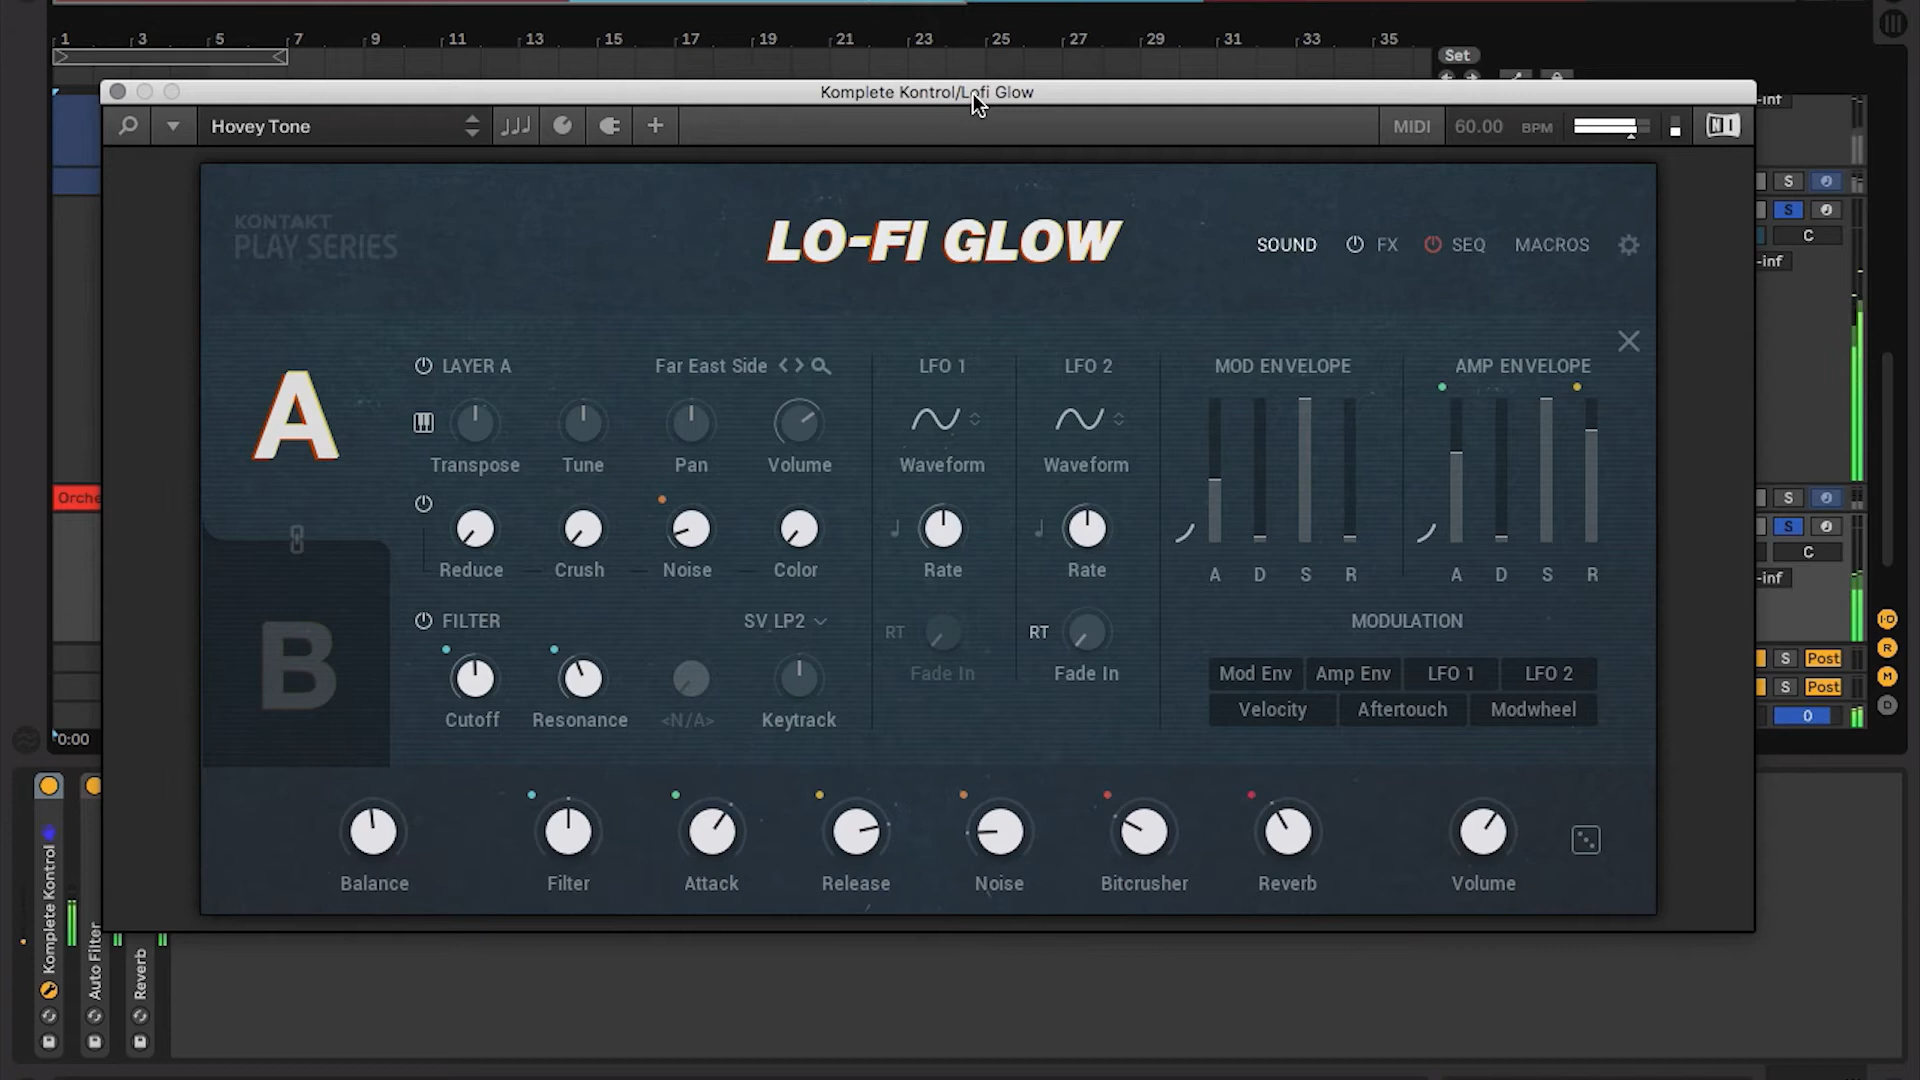 1 3 5 7 9 11 13 15 17 19 21 23 25 27 29 31 33 35
Set
Komplete Kontrol/Lofi Glow
-inf
Hovey Tone
MIDI 60.00 BPM
NI
KONTAKT
PLAY SERIES
LO-FI GLOW
SOUND FX SEQ MACROS
S
S
C
-inf
A
LAYER A Far East Side LFO 1 LFO 2 MOD ENVELOPE AMP ENVELOPE
Transpose Tune Pan Volume Waveform Waveform
Orche
S
S
C
-inf
Reduce Crush Noise Color Rate Rate A D S R A D S R
B
FILTER SV LP2 RT RT MODULATION
Cutoff Resonance <N/A> Keytrack Fade In Fade In
Mod Env Amp Env LFO 1 LFO 2
Velocity Aftertouch Modwheel
I·O
R
M
D
S Post
S Post
0
0:00
Balance Filter Attack Release Noise Bitcrusher Reverb Volume
Komplete Kontrol
Auto Filter
Reverb